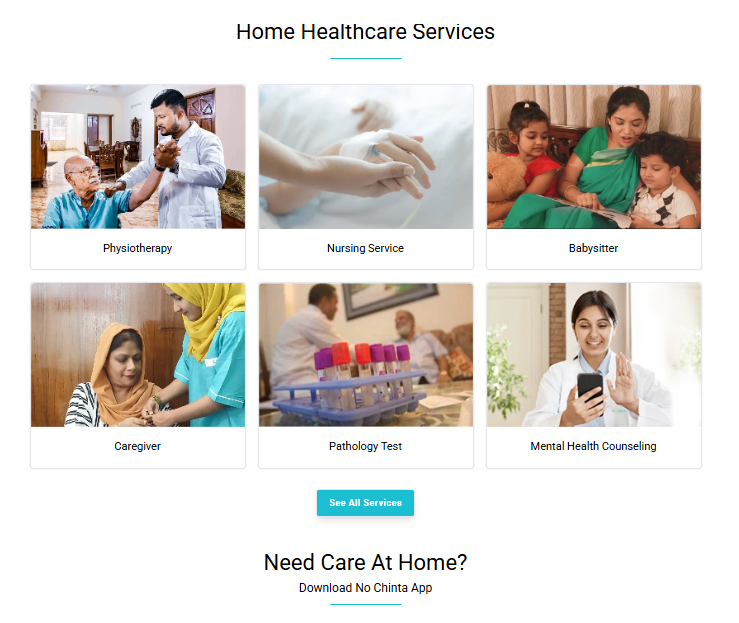 Home Healthcare Services
Physiotherapy
Nursing Service
Babysitter
Caregiver
Pathology Test
Mental Health Counseling
See All Services
Need Care At Home?
Download No Chinta App